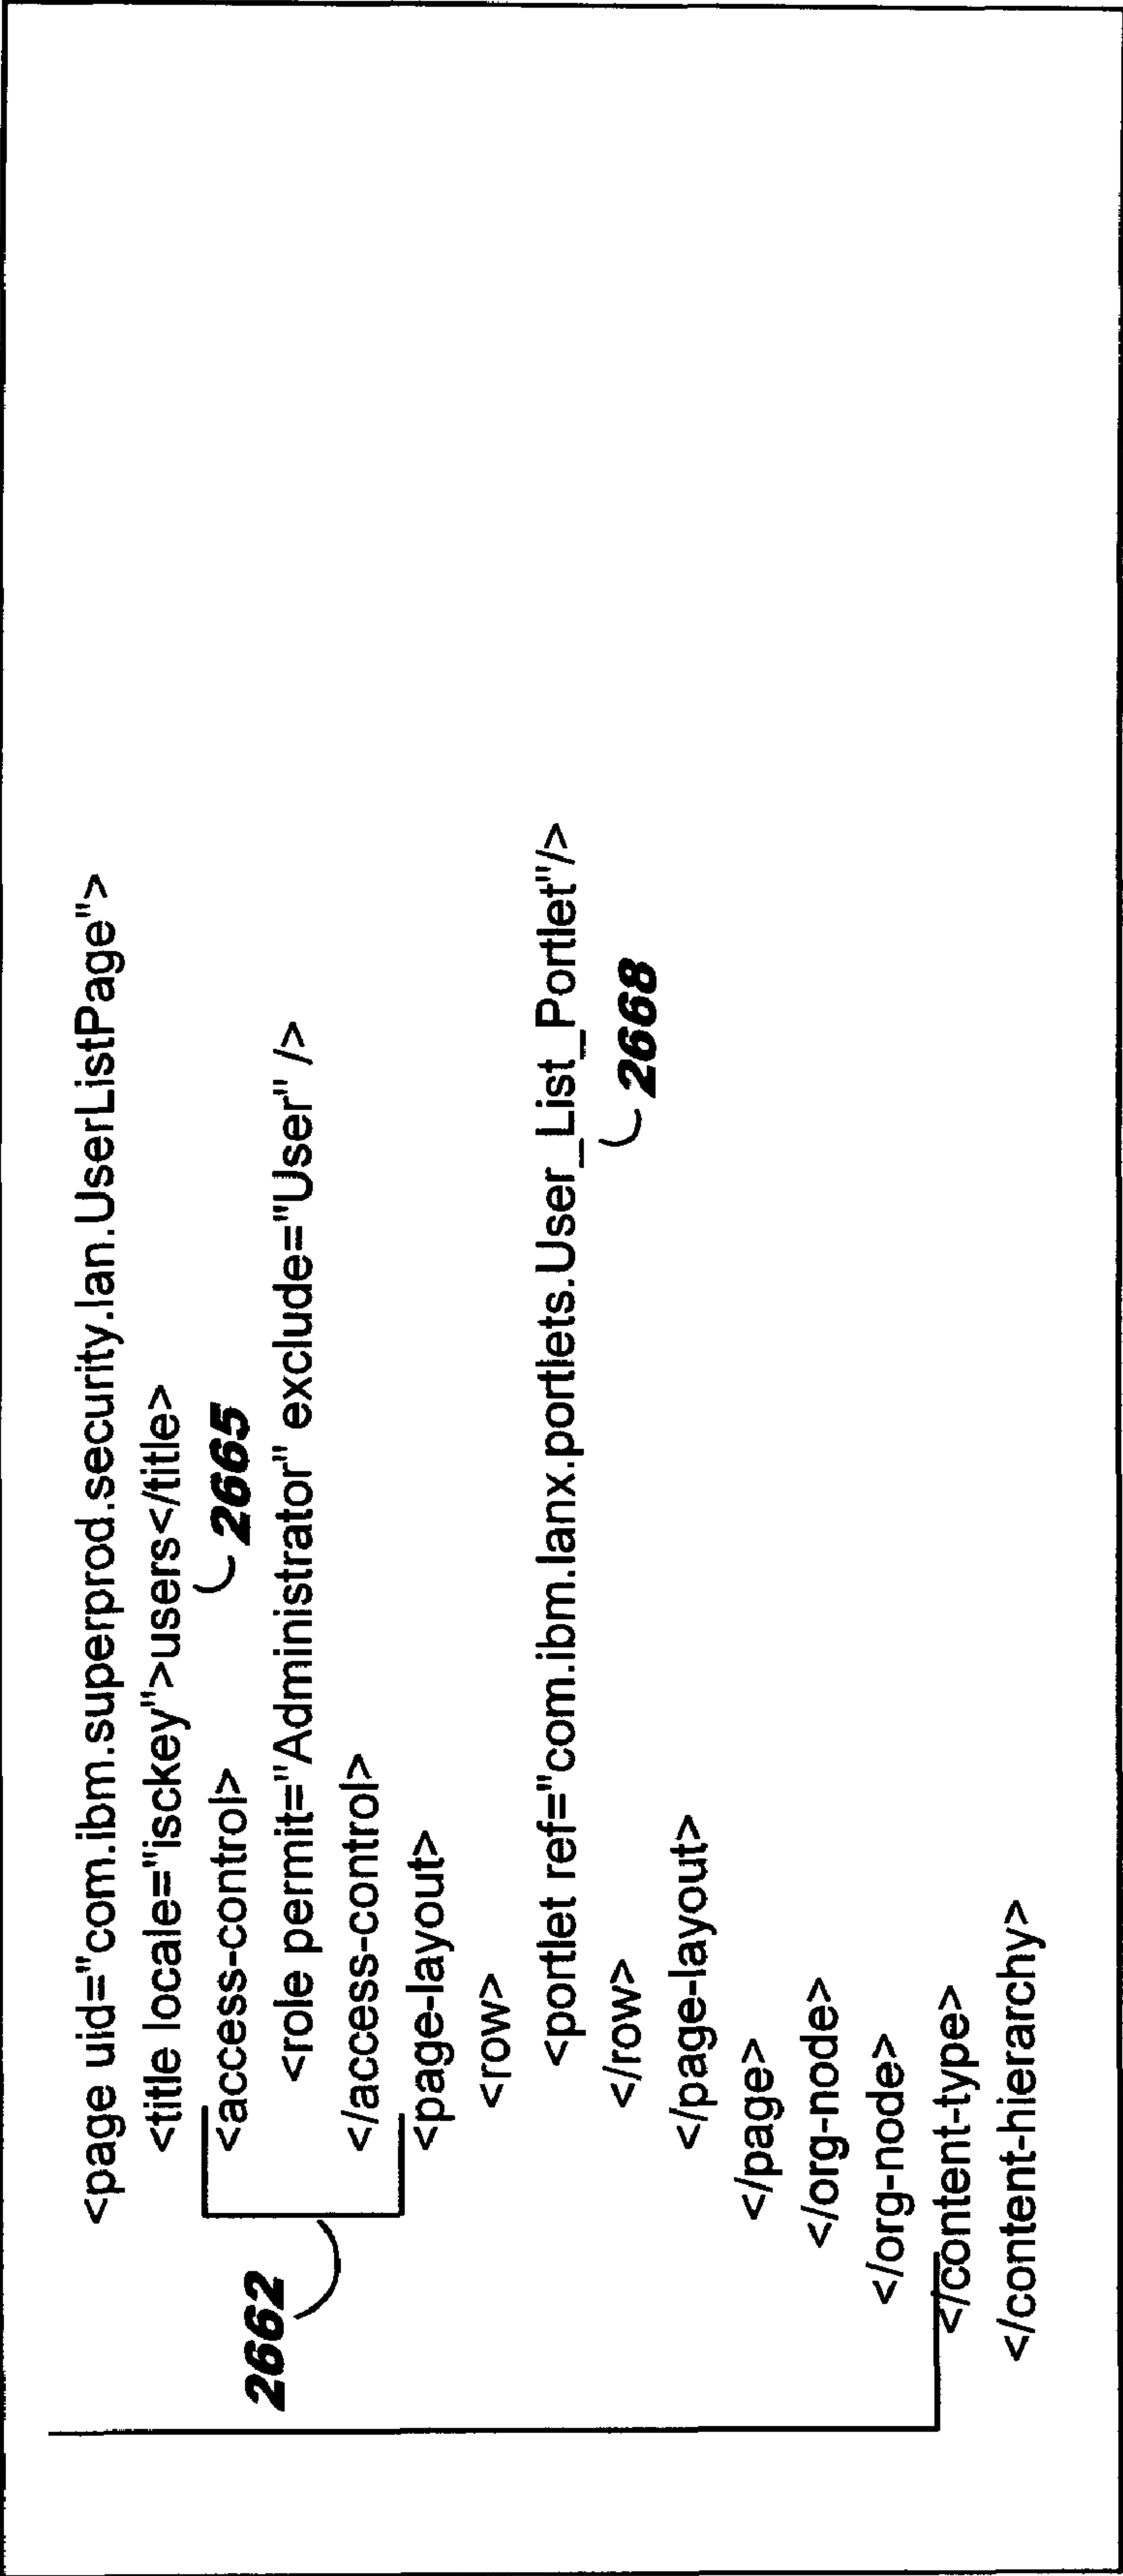 <page uid="com.ibm.superprod.security.lan.UserListPage">
<title locale="isckey">users</title>
2665
<access-control>
<role permit="Administrator" exclude="User" />
</access-control>
2662
<page-layout>
<row>
<portlet ref="com.ibm.lanx.portlets.User_List_Portlet"/>
2668
</row>
</page-layout>
</page>
</org-node>
</org-node>
</content-type>
</content-hierarchy>